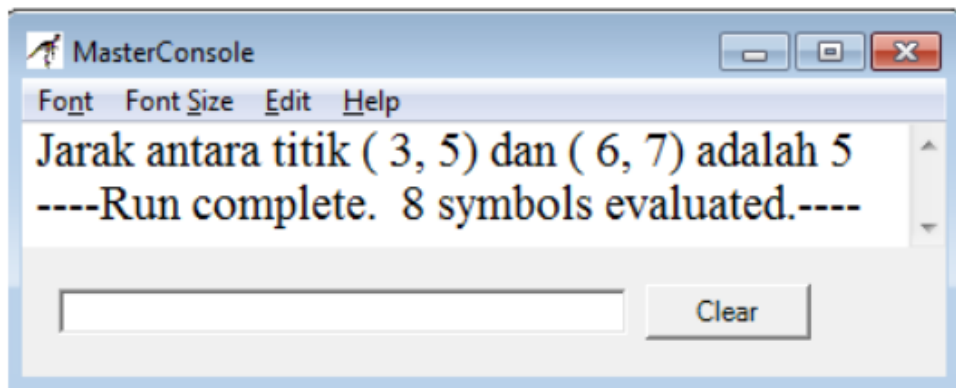 MasterConsole
Font Font Size Edit Help
Jarak antara titik ( 3, 5) dan ( 6, 7) adalah 5
----Run complete.  8 symbols evaluated.----
Clear